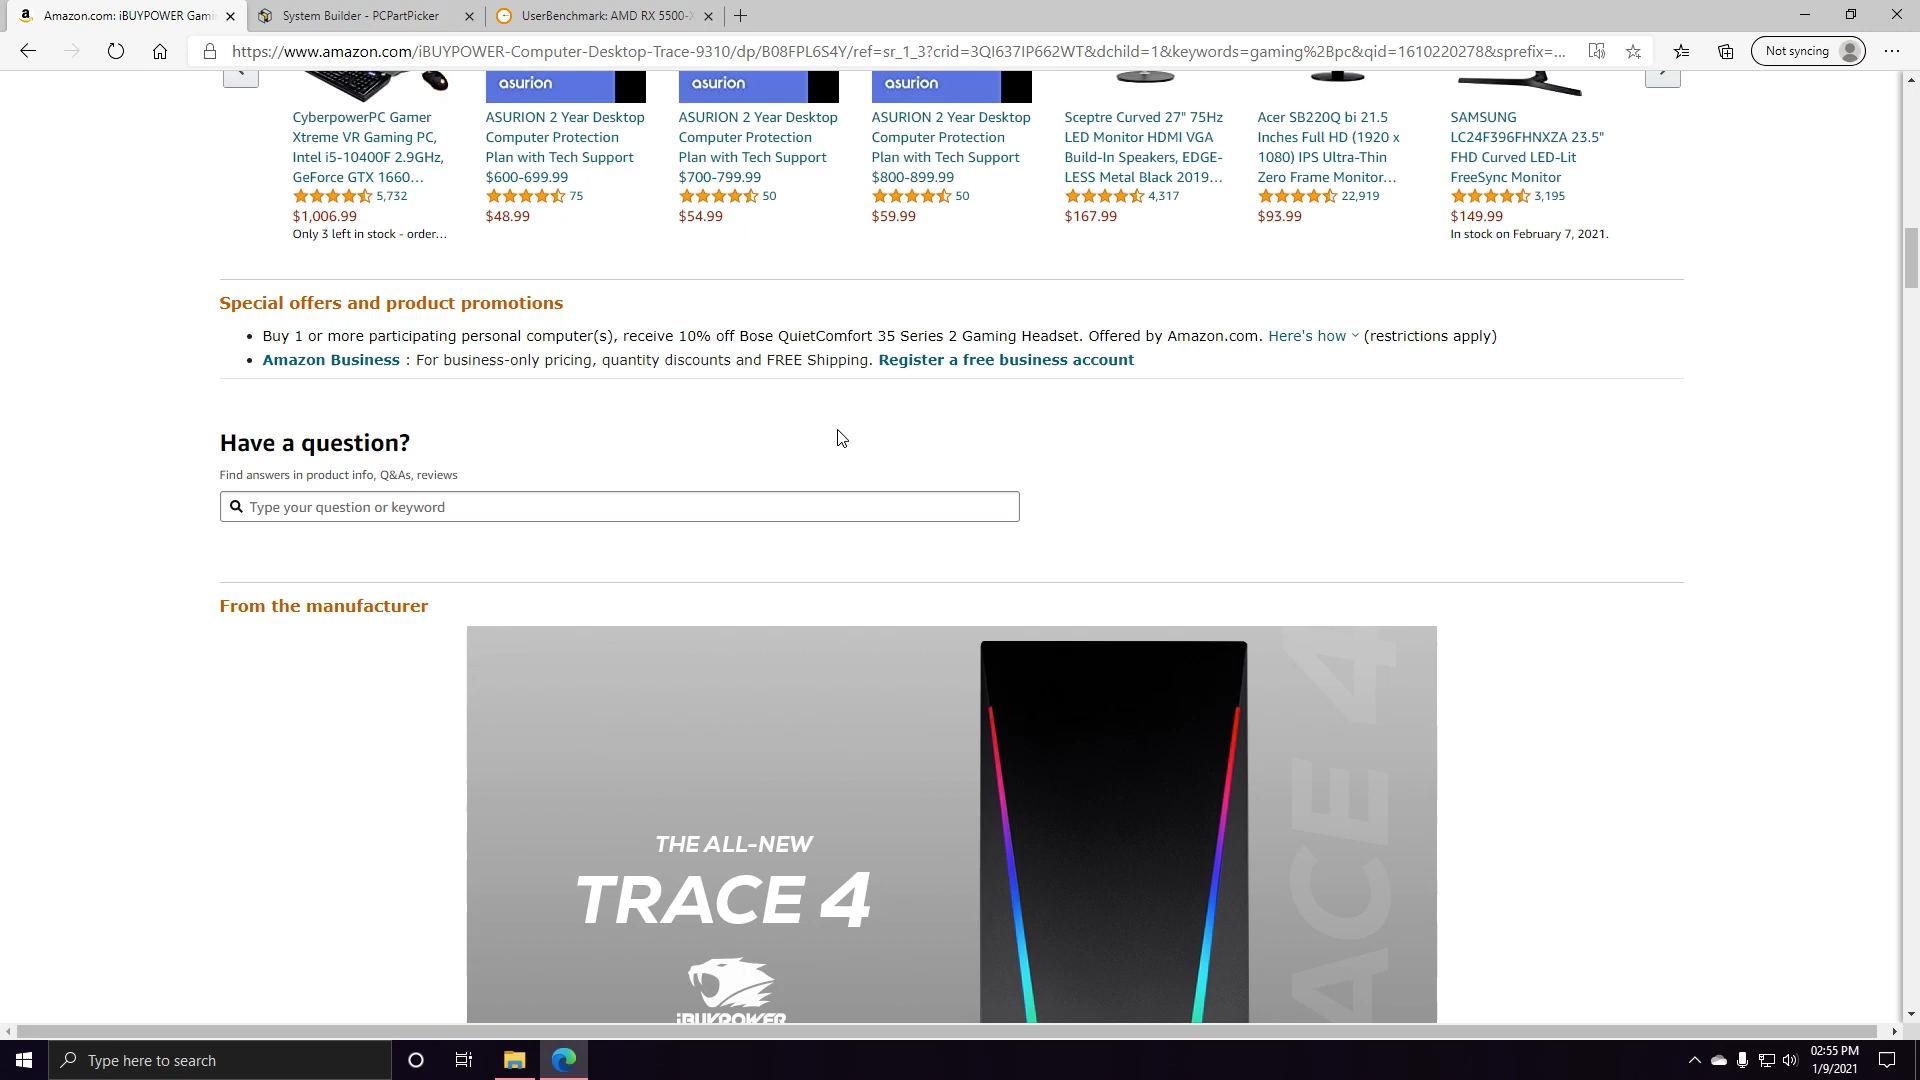 Amazon.com: iBUYPOWER Gami
System Builder - PCPartPicker
UserBenchmark: AMD RX 5500-X
https://www.amazon.com/iBUYPOWER-Computer-Desktop-Trace-9310/dp/B08FPL6S4Y/ref=sr_1_3?crid=3QI637IP662WT&dchild=1&keywords=gaming%2Bpc&qid=1610220278&sprefix=...
Not syncing
asurion
asurion
asurion
CyberpowerPC Gamer
Xtreme VR Gaming PC,
Intel i5-10400F 2.9GHz,
GeForce GTX 1660...
5,732
$1,006.99
Only 3 left in stock - order...
ASURION 2 Year Desktop
Computer Protection
Plan with Tech Support
$600-699.99
75
$48.99
ASURION 2 Year Desktop
Computer Protection
Plan with Tech Support
$700-799.99
50
$54.99
ASURION 2 Year Desktop
Computer Protection
Plan with Tech Support
$800-899.99
50
$59.99
Sceptre Curved 27" 75Hz
LED Monitor HDMI VGA
Build-In Speakers, EDGE-
LESS Metal Black 2019...
4,317
$167.99
Acer SB220Q bi 21.5
Inches Full HD (1920 x
1080) IPS Ultra-Thin
Zero Frame Monitor...
22,919
$93.99
SAMSUNG
LC24F396FHNXZA 23.5"
FHD Curved LED-Lit
FreeSync Monitor
3,195
$149.99
In stock on February 7, 2021.
Special offers and product promotions
Buy 1 or more participating personal computer(s), receive 10% off Bose QuietComfort 35 Series 2 Gaming Headset. Offered by Amazon.com. Here's how (restrictions apply)
Amazon Business : For business-only pricing, quantity discounts and FREE Shipping. Register a free business account
Have a question?
Find answers in product info, Q&As, reviews
Type your question or keyword
From the manufacturer
THE ALL-NEW
TRACE 4
iBUYPOWER
ACE 4
Type here to search
02:55 PM
1/9/2021